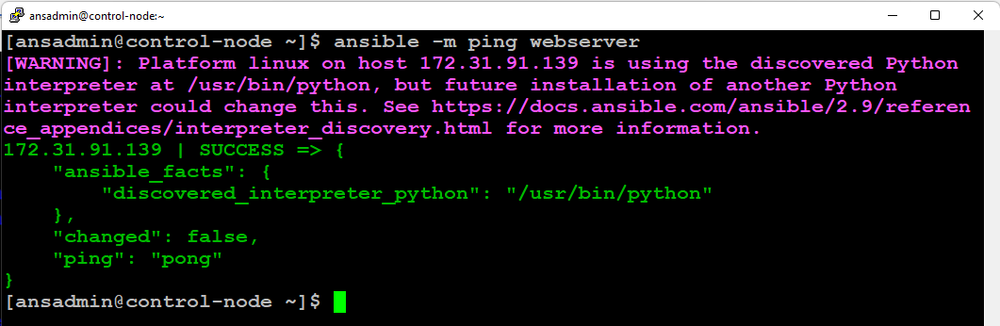 ansadmin@control-node:~
[ansadmin@control-node ~]$ ansible -m ping webserver
[WARNING]: Platform linux on host 172.31.91.139 is using the discovered Python
interpreter at /usr/bin/python, but future installation of another Python
interpreter could change this. See https://docs.ansible.com/ansible/2.9/referen
ce_appendices/interpreter_discovery.html for more information.
172.31.91.139 | SUCCESS => {
    "ansible_facts": {
        "discovered_interpreter_python": "/usr/bin/python"
    },
    "changed": false,
    "ping": "pong"
}
[ansadmin@control-node ~]$